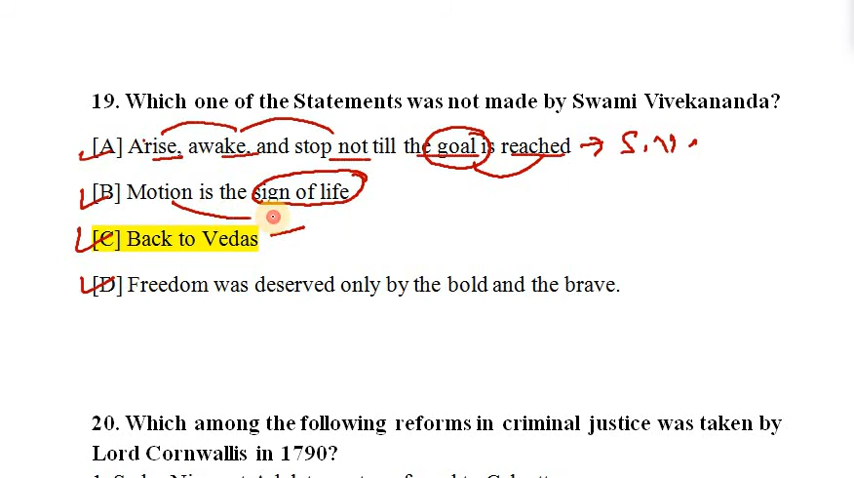 19. Which one of the Statements was not made by Swami Vivekananda?
[A] Arise, awake, and stop not till the goal is reached → S.V.
[B] Motion is the sign of life
[C] Back to Vedas
[D] Freedom was deserved only by the bold and the brave.
20. Which among the following reforms in criminal justice was taken by
Lord Cornwallis in 1790?